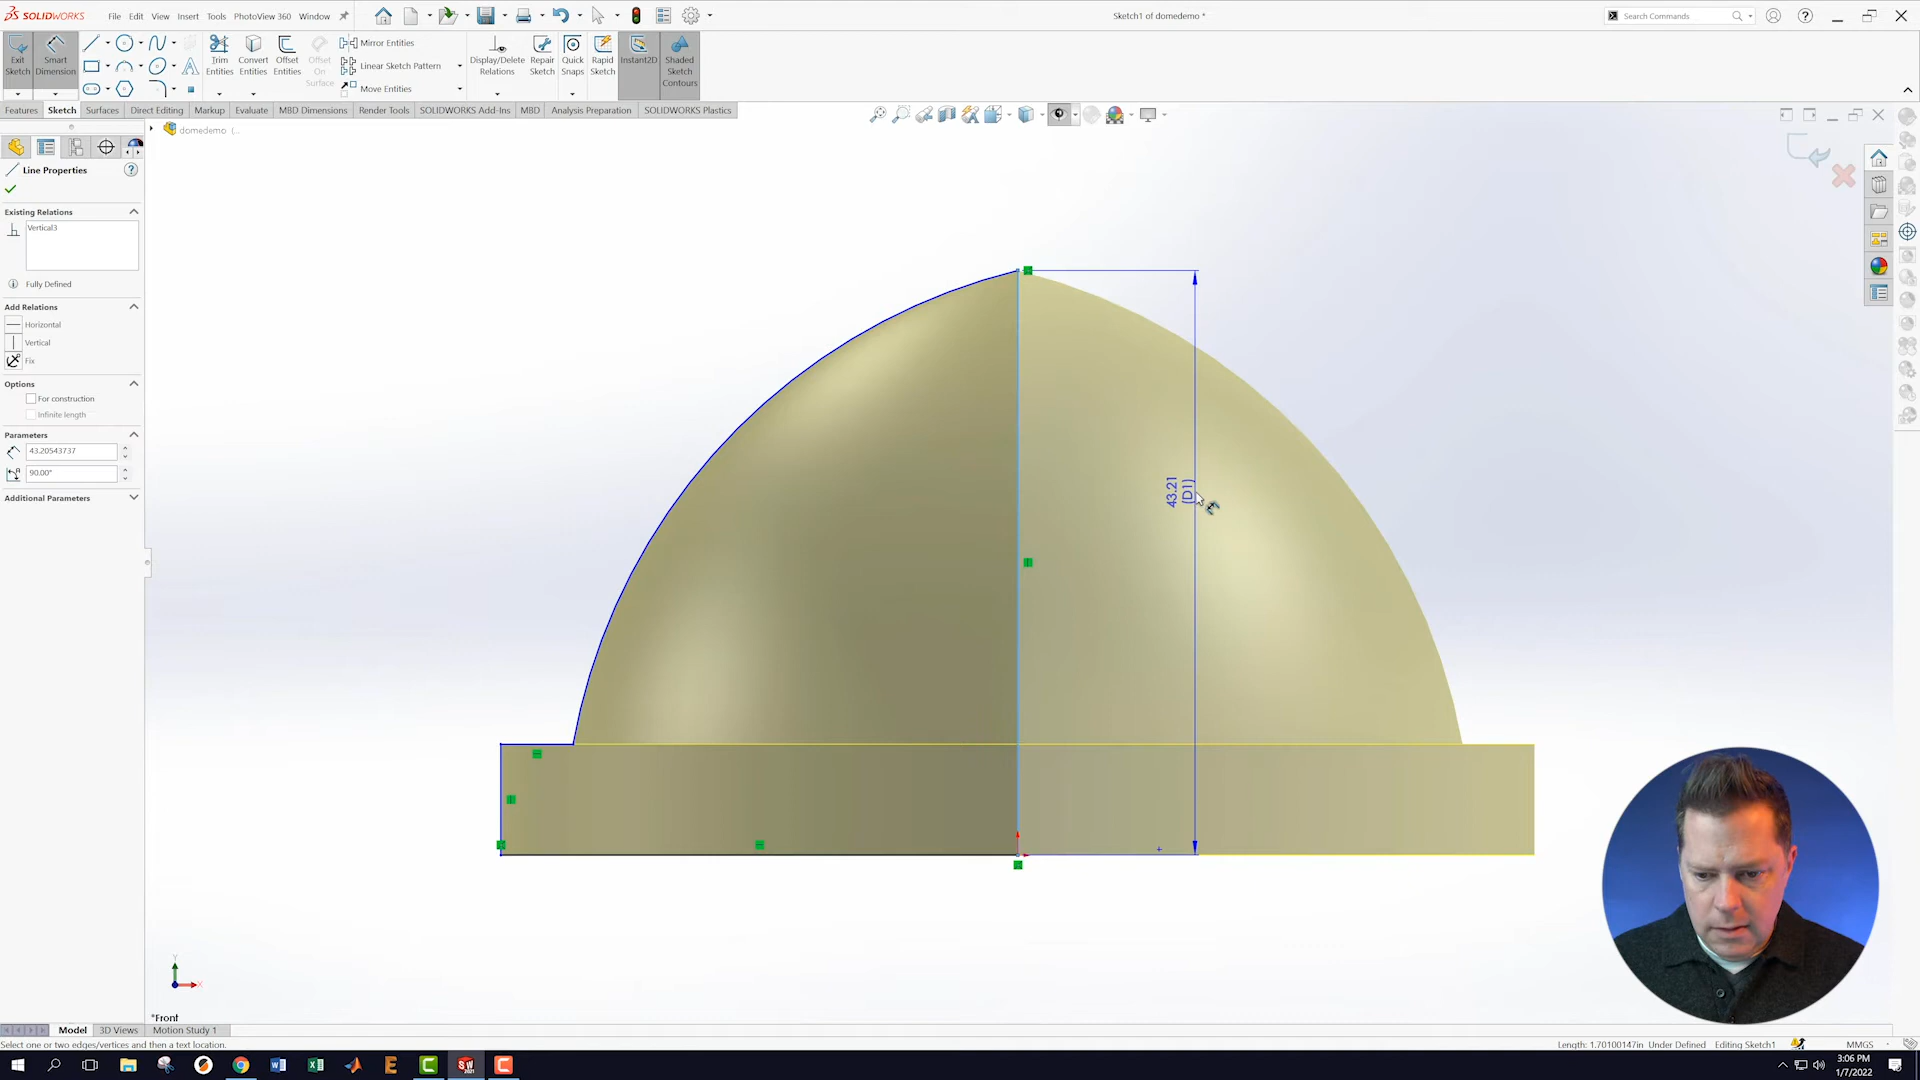 SOLIDWORKS
File
Edit
View
Insert
Tools
PhotoView 360
Window
Sketch1 of domedemo *
Search Commands
Exit Sketch
Smart Dimension
Trim Entities
Convert Entities
Offset Entities
Offset On Surface
Mirror Entities
Linear Sketch Pattern
Move Entities
Display/Delete Relations
Repair Sketch
Quick Snaps
Rapid Sketch
Instant2D
Shaded Sketch Contours
Features
Sketch
Surfaces
Direct Editing
Markup
Evaluate
MBD Dimensions
Render Tools
SOLIDWORKS Add-Ins
MBD
Analysis Preparation
SOLIDWORKS Plastics
domedemo (...
Line Properties
Existing Relations
Vertical3
Fully Defined
Add Relations
Horizontal
Vertical
Fix
Options
For construction
Infinite length
Parameters
43.20543737
90.00°
Additional Parameters
43.21
(D1)
Y
X
*Front
Model
3D Views
Motion Study 1
Select one or two edges/vertices and then a text location.
Length: 1.70100147in
Under Defined
Editing Sketch1
MMGS
3:06 PM
1/7/2022